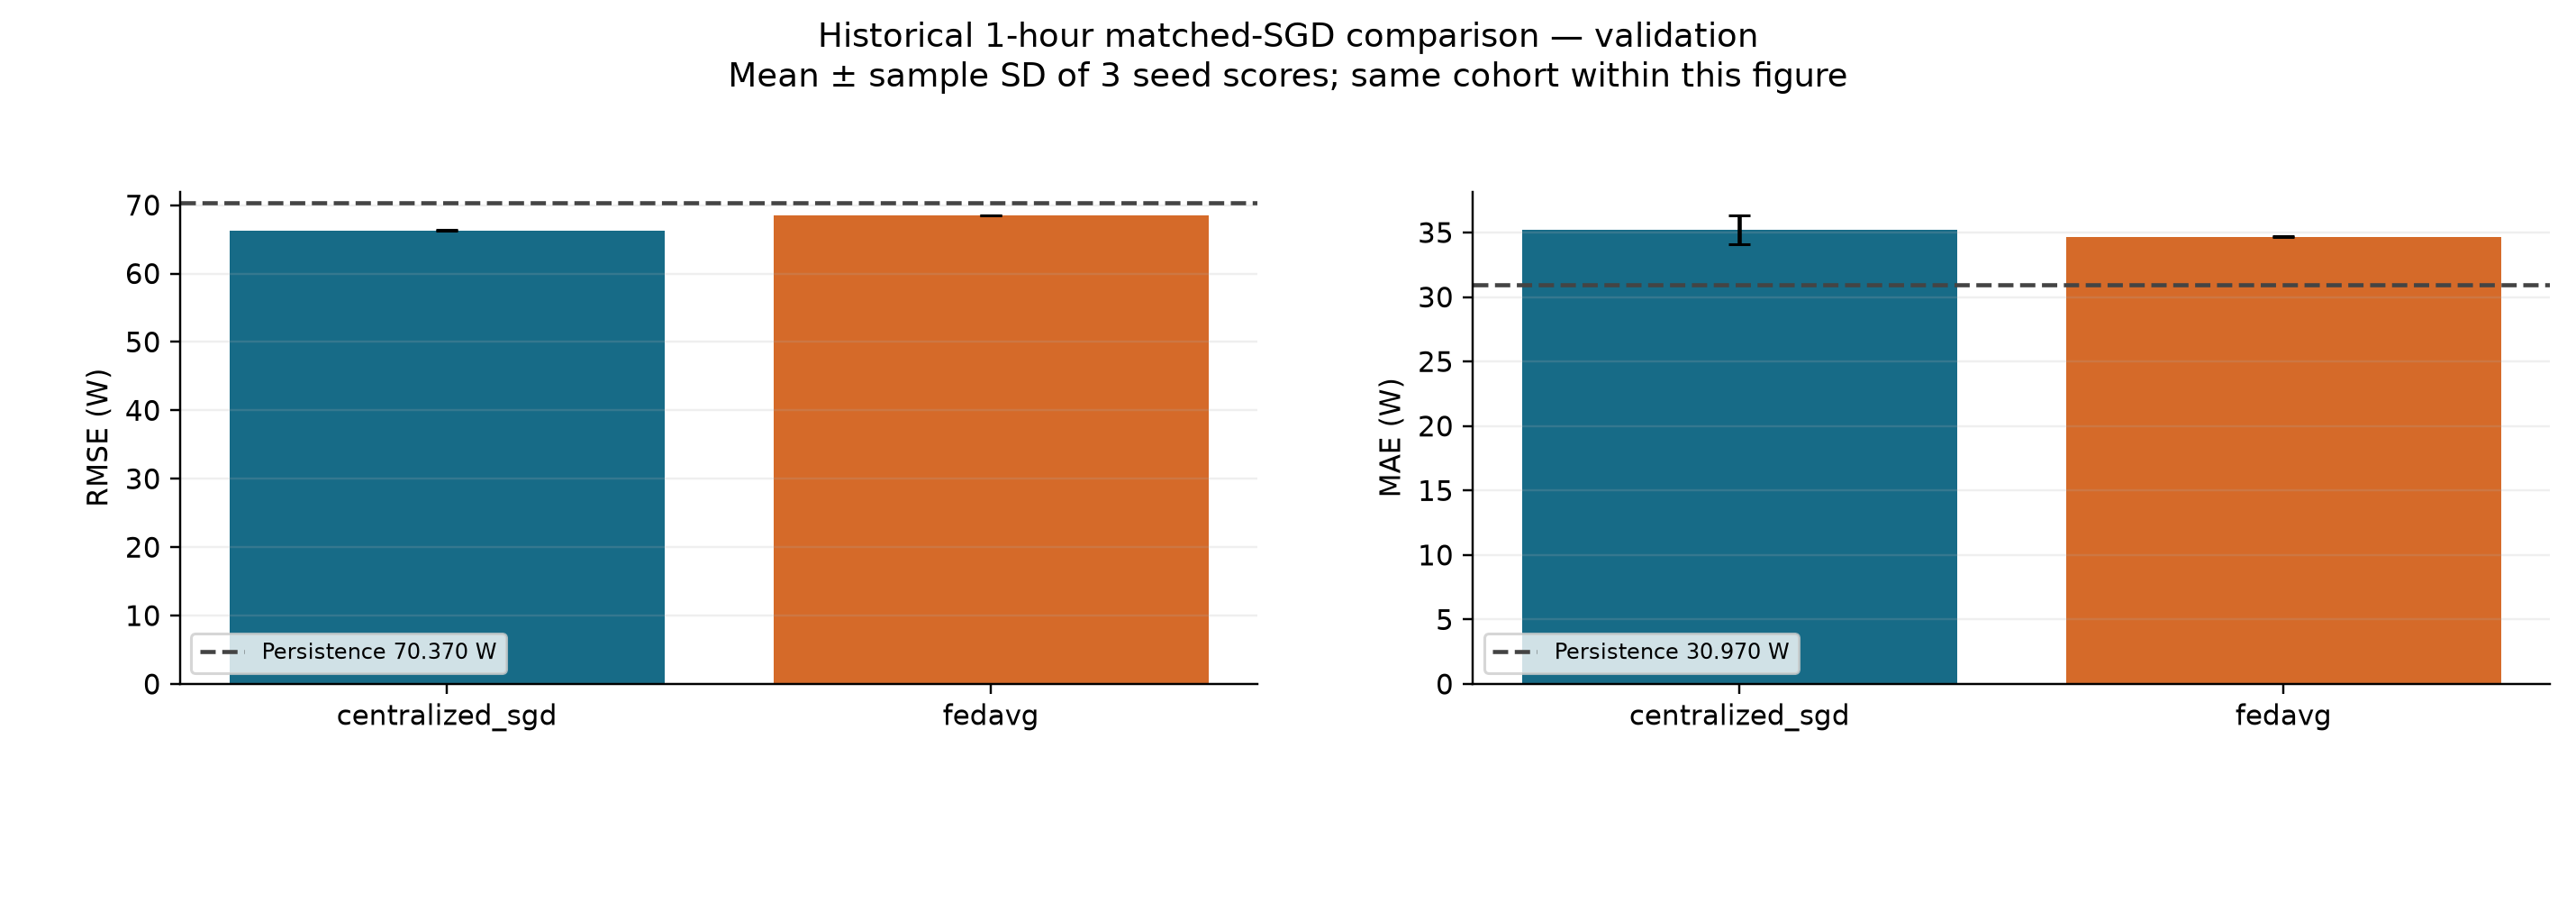 Historical 1-hour matched-SGD comparison — validation
Mean ± sample SD of 3 seed scores; same cohort within this figure
RMSE (W)
70
60
50
40
30
20
10
0
Persistence 70.370 W
centralized_sgd
fedavg
MAE (W)
35
30
25
20
15
10
5
0
Persistence 30.970 W
centralized_sgd
fedavg